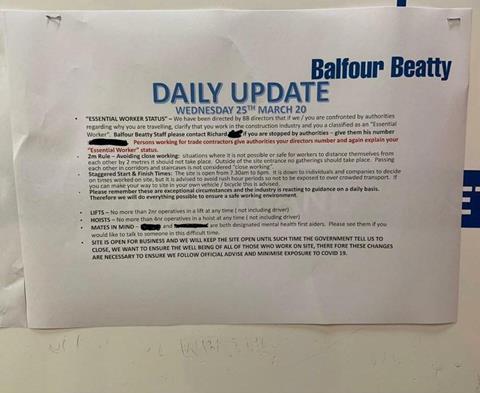 Balfour Beatty
DAILY UPDATE
WEDNESDAY 25TH MARCH 20
• "ESSENTIAL WORKER STATUS" – We have been directed by BB directors that if we / you are confronted by authorities
regarding why you are travelling, clarify that you work in the construction industry and you a classified as an "Essential
Worker". Balfour Beatty Staff please contact Richard if you are stopped by authorities – give them his number
Persons working for trade contractors give authorities your directors number and again explain your
"Essential Worker" status.
2m Rule – Avoiding close working: situations where it is not possible or safe for workers to distance themselves from
each other by 2 metres it should not take place. Outside of the site entrance no gatherings should take place. Passing
each other in corridors and stairs is not considered "close working".
Staggered Start & Finish Times: The site is open from 7.30am to 6pm. It is down to individuals and companies to decide
on times worked on site, but it is advised to avoid rush hour periods so not to be exposed to over crowded transport. If
you can make your way to site in your own vehicle / bicycle this is advised.
Please remember these are exceptional circumstances and the industry is reacting to guidance on a daily basis.
Therefore we will do everything possible to ensure a safe working environment.
• LIFTS – No more than 2nr operatives in a lift at any time ( not including driver)
• HOISTS – No more than 4nr operatives in a hoist at any time ( not including driver)
• MATES IN MIND – and are both designated mental health first aiders. Please see them if you
would like to talk to someone in this difficult time.
• SITE IS OPEN FOR BUSINESS AND WE WILL KEEP THE SITE OPEN UNTIL SUCH TIME THE GOVERNMENT TELL US TO
CLOSE, WE WANT TO ENSURE THE WELL BEING OF ALL OF THOSE WHO WORK ON SITE, THERE FORE THESE CHANGES
ARE NECESSARY TO ENSURE WE FOLLOW OFFICIAL ADVISE AND MINIMISE EXPOSURE TO COVID 19.